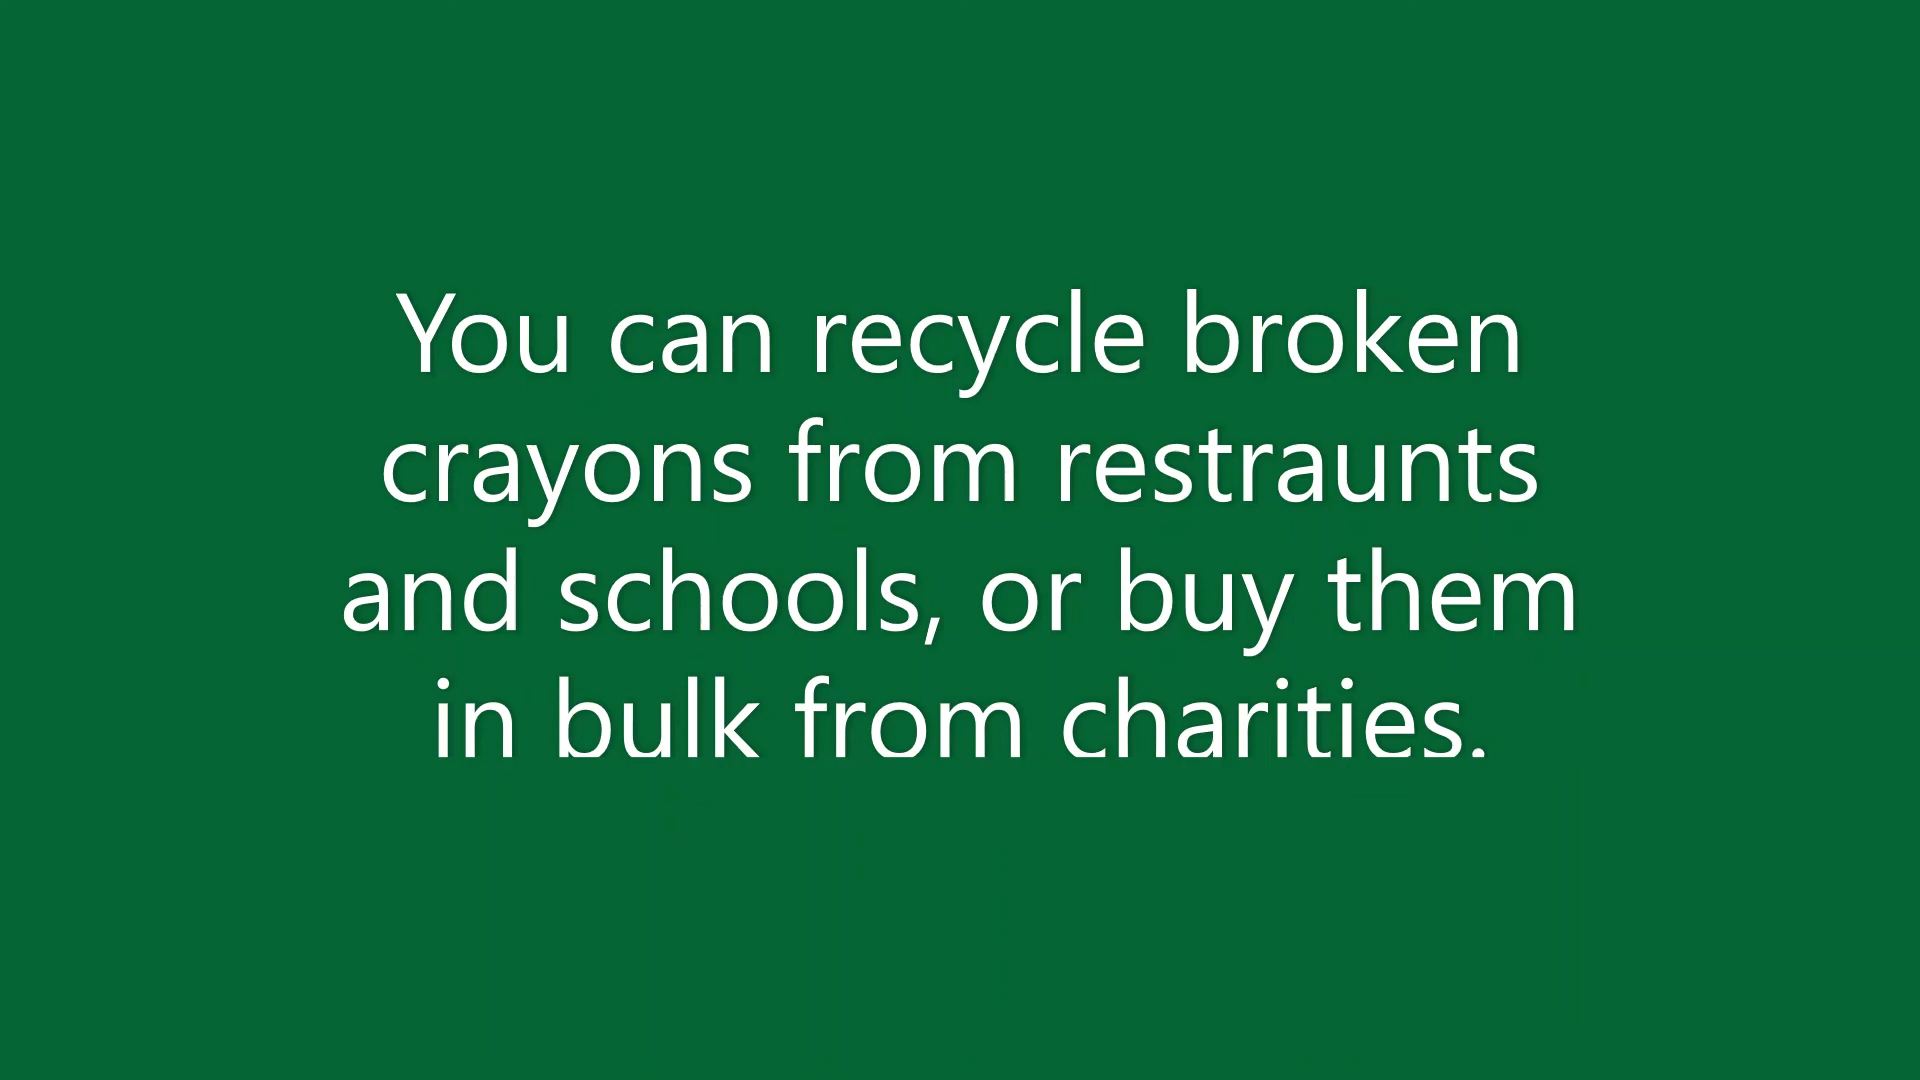 You can recycle broken
crayons from restraunts
and schools, or buy them
in bulk from charities.